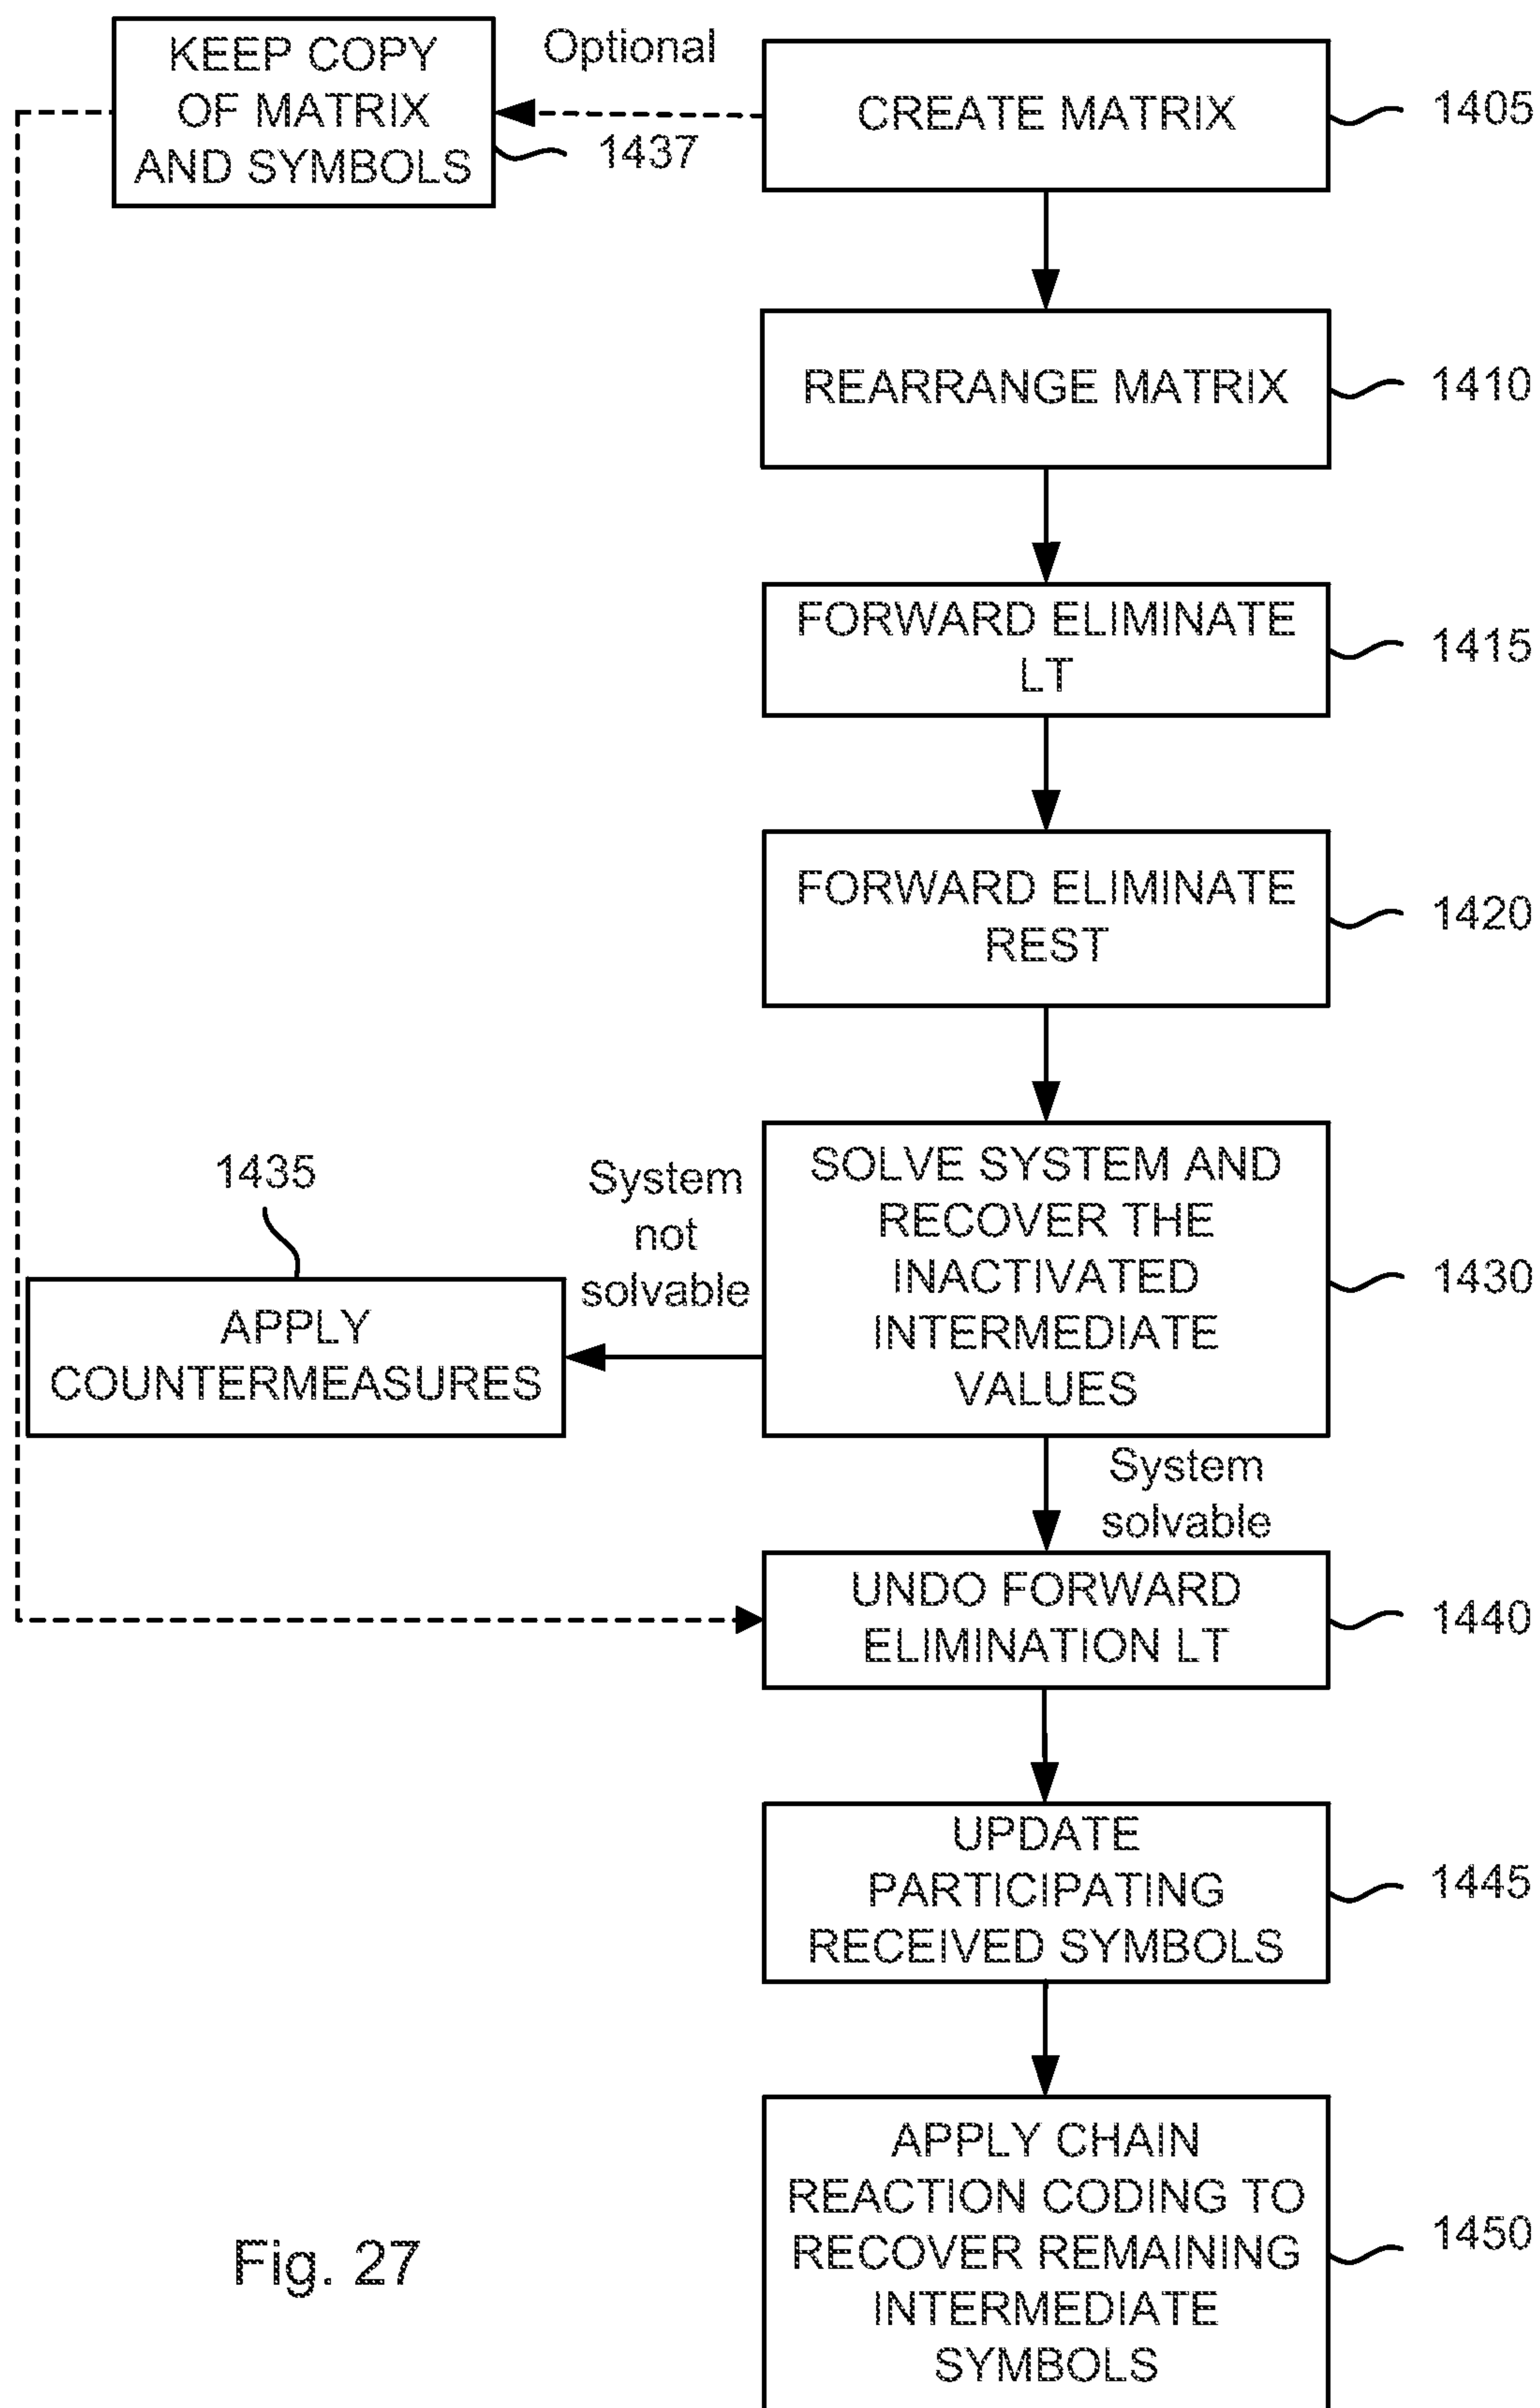 KEEP COPY
OF MATRIX
AND SYMBOLS
1437
Optional
CREATE MATRIX
1405
REARRANGE MATRIX
1410
FORWARD ELIMINATE
LT
1415
FORWARD ELIMINATE
REST
1420
SOLVE SYSTEM AND
RECOVER THE
INACTIVATED
INTERMEDIATE
VALUES
1430
System
not
solvable
1435
APPLY
COUNTERMEASURES
System
solvable
UNDO FORWARD
ELIMINATION LT
1440
UPDATE
PARTICIPATING
RECEIVED SYMBOLS
1445
APPLY CHAIN
REACTION CODING TO
RECOVER REMAINING
INTERMEDIATE
SYMBOLS
1450
Fig. 27